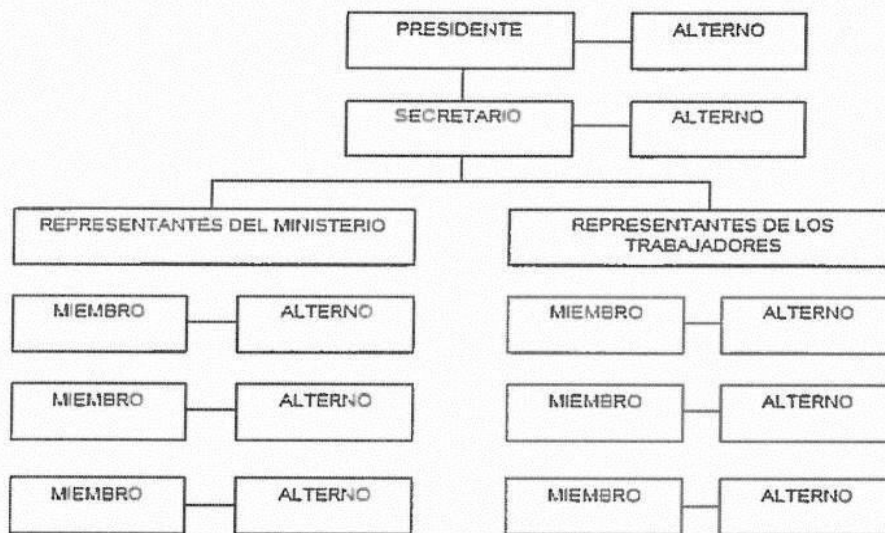 PRESIDENTE
ALTERNO
SECRETARIO
ALTERNO
REPRESENTANTES DEL MINISTERIO
REPRESENTANTES DE LOS
TRABAJADORES
MIEMBRO
ALTERNO
MIEMBRO
ALTERNO
MIEMBRO
ALTERNO
MIEMBRO
ALTERNO
MIEMBRO
ALTERNO
MIEMBRO
ALTERNO